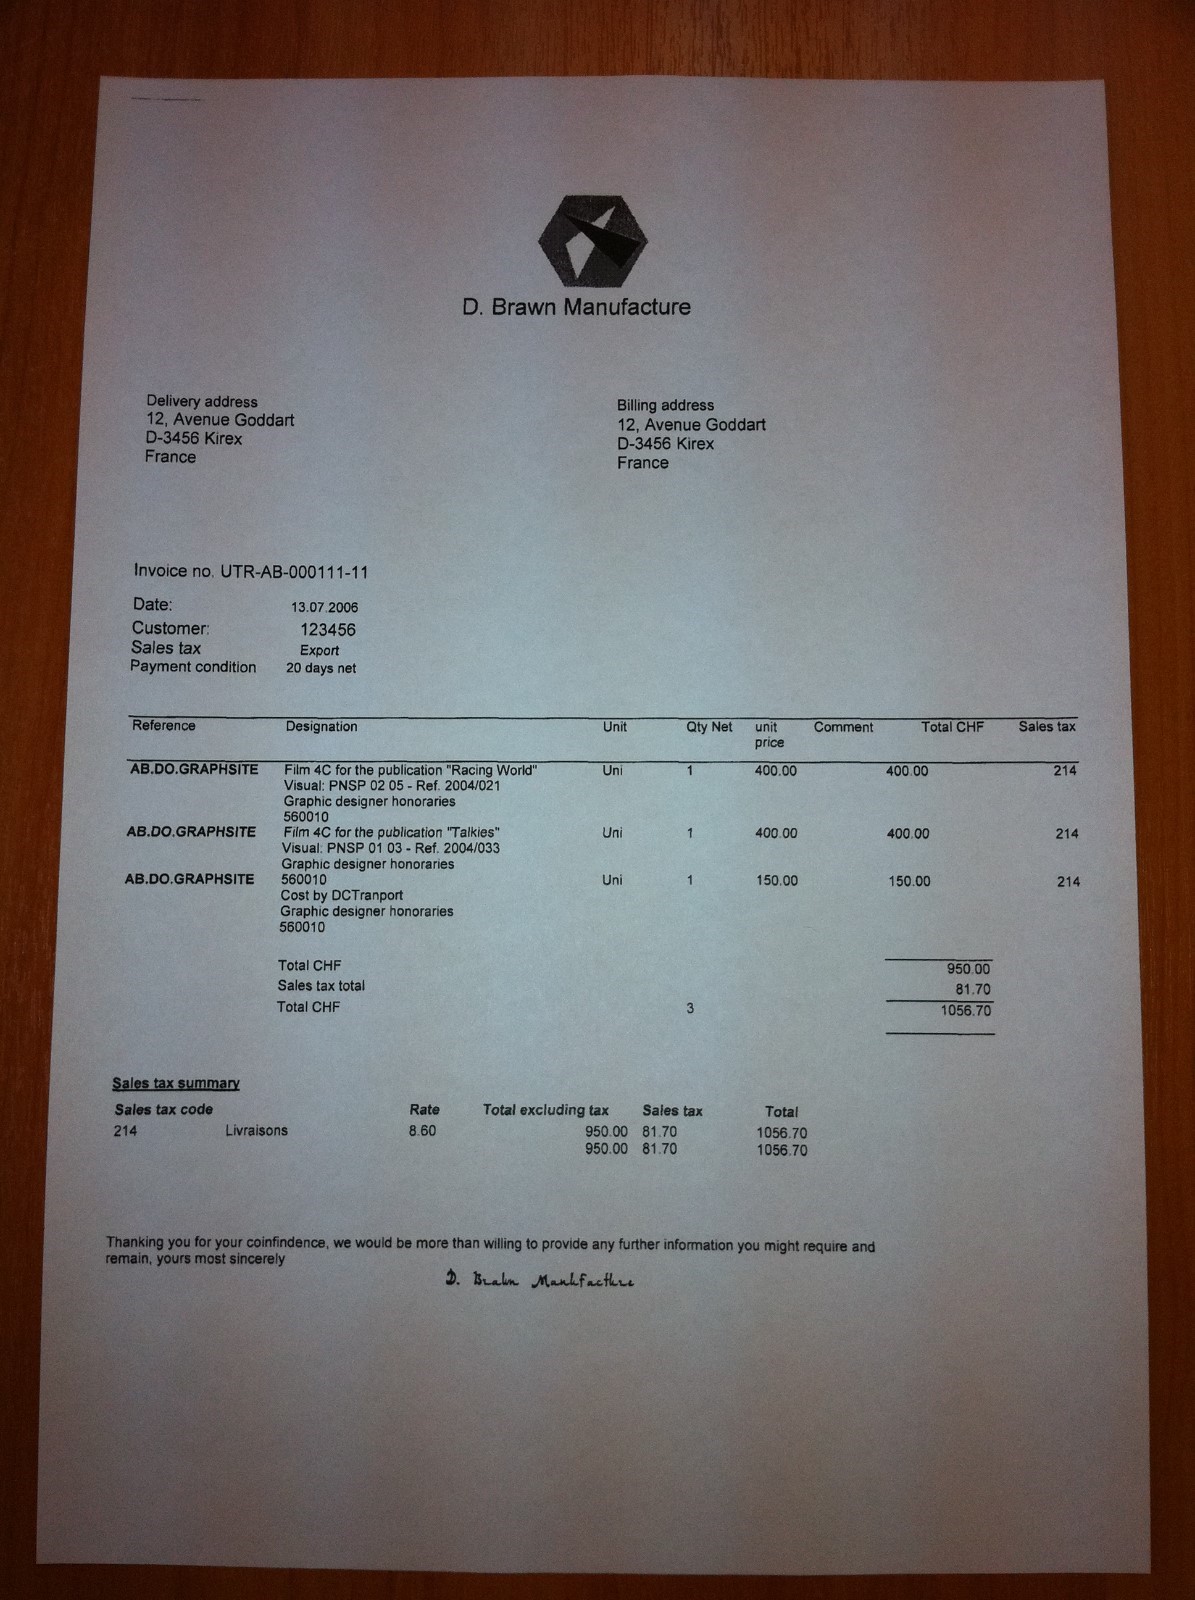 D. Brawn Manufacture
Delivery address
12, Avenue Goddart
D-3456 Kirex
France
Billing address
12, Avenue Goddart
D-3456 Kirex
France
Invoice no. UTR-AB-000111-11
Date: 13.07.2006
Customer: 123456
Sales tax Export
Payment condition 20 days net
Reference Designation Unit Qty Net unit price Comment Total CHF Sales tax
AB.DO.GRAPHSITE Film 4C for the publication "Racing World" Uni 1 400.00 400.00 214
Visual: PNSP 02 05 - Ref. 2004/021
Graphic designer honoraries
560010
AB.DO.GRAPHSITE Film 4C for the publication "Talkies" Uni 1 400.00 400.00 214
Visual: PNSP 01 03 - Ref. 2004/033
Graphic designer honoraries
AB.DO.GRAPHSITE 560010 Uni 1 150.00 150.00 214
Cost by DCTranport
Graphic designer honoraries
560010
Total CHF 950.00
Sales tax total 81.70
Total CHF 3 1056.70
Sales tax summary
Sales tax code Rate Total excluding tax Sales tax Total
214 Livraisons 8.60 950.00 81.70 1056.70
950.00 81.70 1056.70
Thanking you for your coinfindence, we would be more than willing to provide any further information you might require and
remain, yours most sincerely
D. Brawn Manufacture